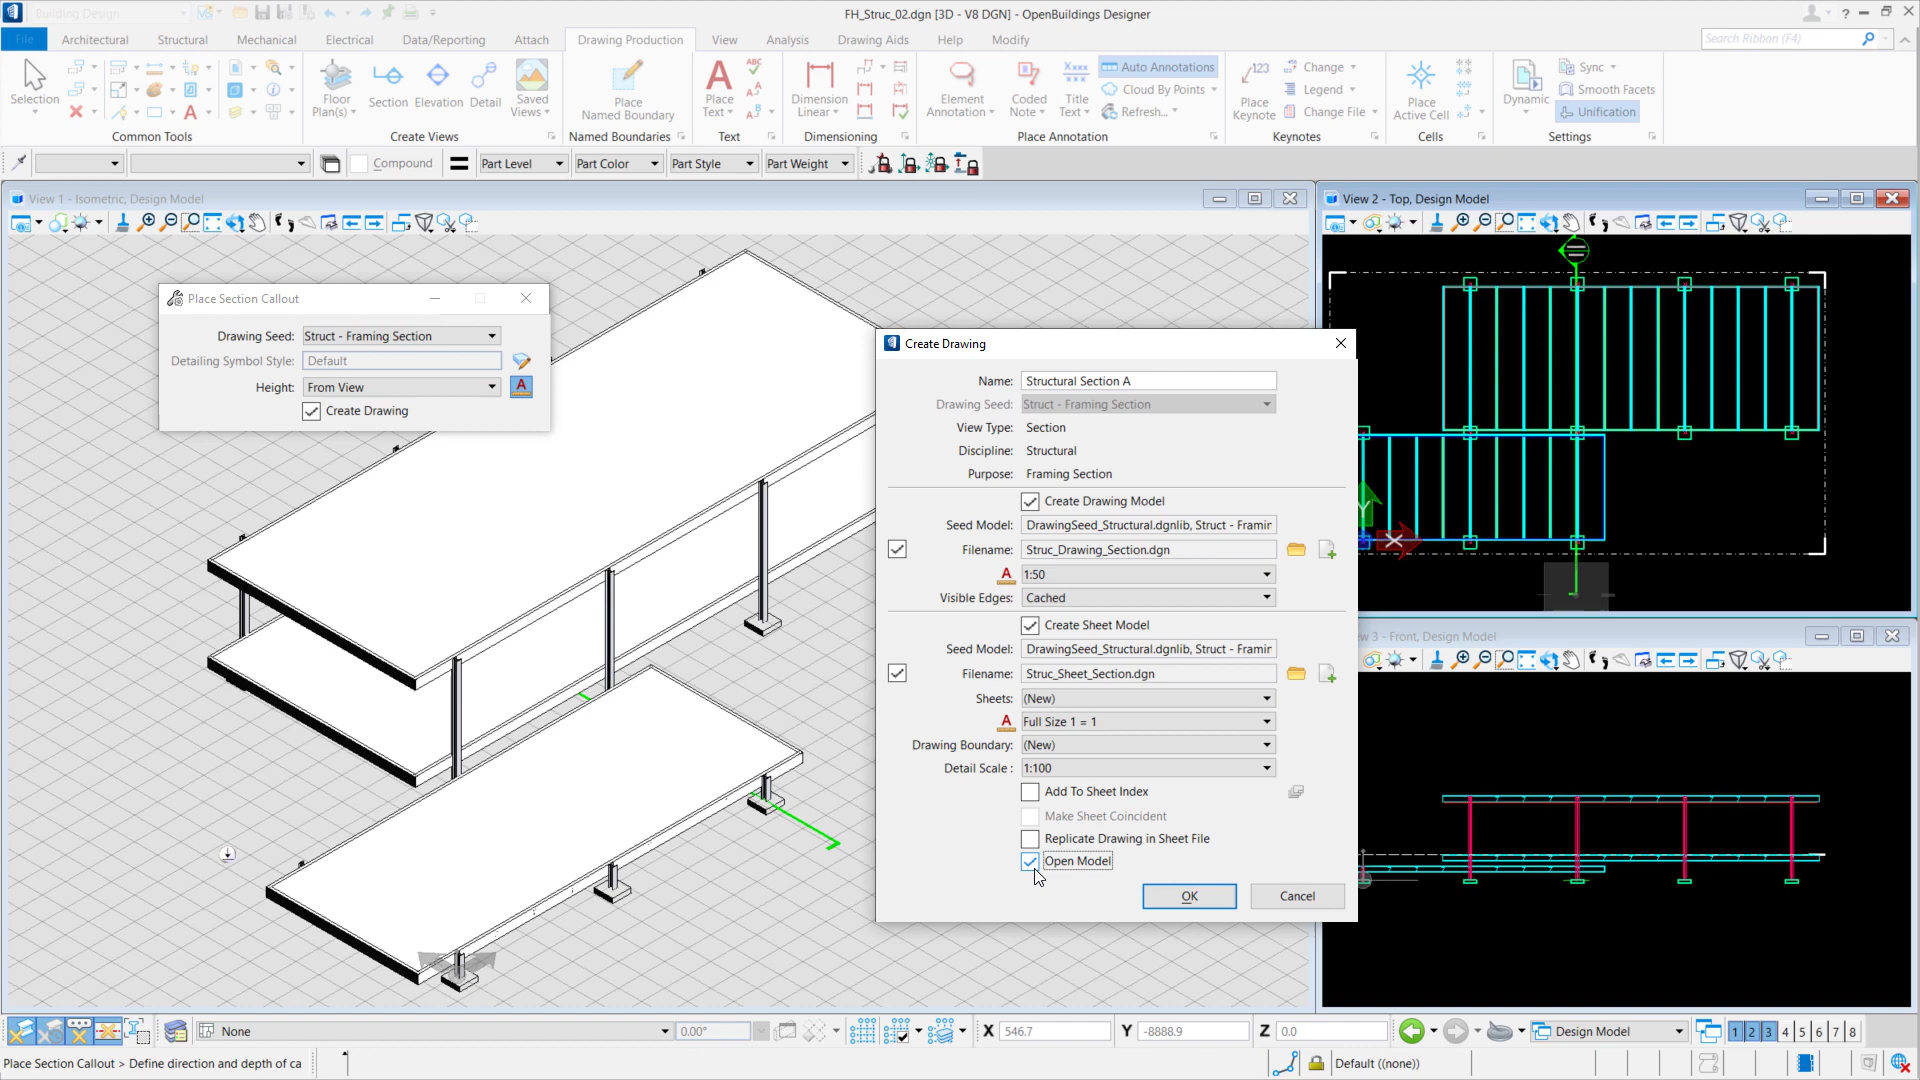 Building Design
FH_Struc_02.dgn [3D - V8 DGN] - OpenBuildings Designer
File Architectural Structural Mechanical Electrical Data/Reporting Attach Drawing Production View Analysis Drawing Aids Help Modify
Search Ribbon (F4)
Selection
Common Tools
Floor Plan(s)
Section
Elevation
Detail
Saved Views
Create Views
Place Named Boundary
Named Boundaries
Place Text
Text
Dimension Linear
Dimensioning
Element Annotation
Coded Note
Title Text
Auto Annotations
Cloud By Points
Refresh...
Place Annotation
Place Keynote
Change
Legend
Change File
Keynotes
Place Active Cell
Cells
Dynamic
Sync
Smooth Facets
Unification
Settings
Compound
Part Level
Part Color
Part Style
Part Weight
View 1 - Isometric, Design Model
View 2 - Top, Design Model
Place Section Callout
Drawing Seed: Struct - Framing Section
Detailing Symbol Style: Default
Height: From View
Create Drawing
Create Drawing
Name: Structural Section A
Drawing Seed: Struct - Framing Section
View Type: Section
Discipline: Structural
Purpose: Framing Section
Create Drawing Model
Seed Model: DrawingSeed_Structural.dgnlib, Struct - Framin
Filename: Struc_Drawing_Section.dgn
A 1:50
Visible Edges: Cached
Create Sheet Model
Seed Model: DrawingSeed_Structural.dgnlib, Struct - Framin
Filename: Struc_Sheet_Section.dgn
Sheets: (New)
A Full Size 1 = 1
Drawing Boundary: (New)
Detail Scale : 1:100
Add To Sheet Index
Make Sheet Coincident
Replicate Drawing in Sheet File
Open Model
OK
Cancel
Y
X
3 - Front, Design Model
None
0.00°
X 546.7
Y -8888.9
Z 0.0
Design Model
1 2 3 4 5 6 7 8
Place Section Callout > Define direction and depth of ca
Default ((none))